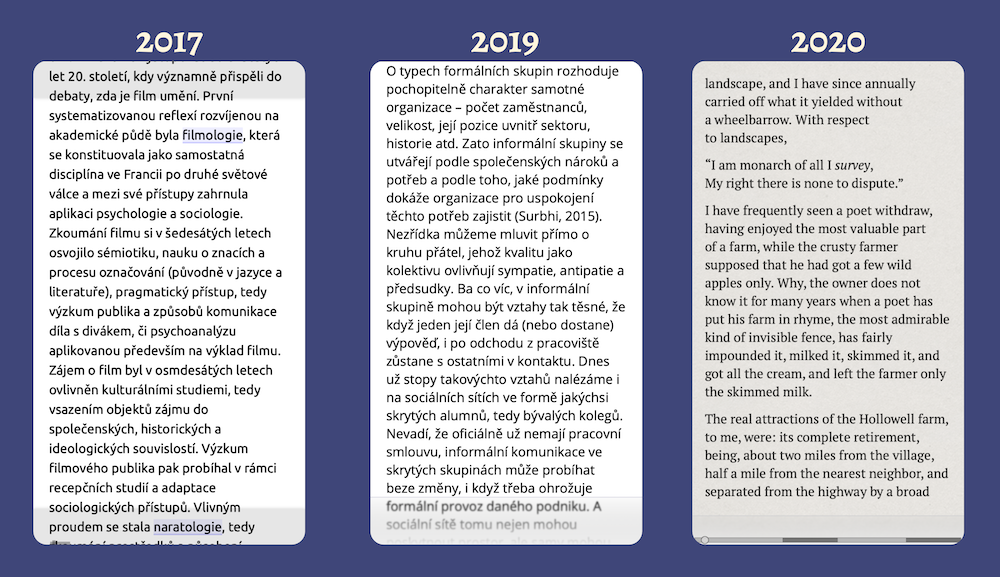 2017
let 20. století, kdy významně přispěli do
debaty, zda je film umění. První
systematizovanou reflexí rozvíjenou na
akademické půdě byla filmologie, která
se konstituovala jako samostatná
disciplína ve Francii po druhé světové
válce a mezi své přístupy zahrnula
aplikaci psychologie a sociologie.
Zkoumání filmu si v šedesátých letech
osvojilo sémiotiku, nauku o znacích a
procesu označování (původně v jazyce a
literatuře), pragmatický přístup, tedy
výzkum publika a způsobů komunikace
díla s divákem, či psychoanalýzu
aplikovanou především na výklad filmu.
Zájem o film byl v osmdesátých letech
ovlivněn kulturálními studiemi, tedy
vsazením objektů zájmu do
společenských, historických a
ideologických souvislostí. Výzkum
filmového publika pak probíhal v rámci
recepčních studií a adaptace
sociologických přístupů. Vlivným
proudem se stala naratologie, tedy
2019
O typech formálních skupin rozhoduje
pochopitelně charakter samotné
organizace – počet zaměstnanců,
velikost, její pozice uvnitř sektoru,
historie atd. Zato informální skupiny se
utvářejí podle společenských nároků a
potřeb a podle toho, jaké podmínky
dokáže organizace pro uspokojení
těchto potřeb zajistit (Surbhi, 2015).
Nezřídka můžeme mluvit přímo o
kruhu přátel, jehož kvalitu jako
kolektivu ovlivňují sympatie, antipatie a
předsudky. Ba co víc, v informální
skupině mohou být vztahy tak těsné, že
když jeden její člen dá (nebo dostane)
výpověď, i po odchodu z pracoviště
zůstane s ostatními v kontaktu. Dnes
už stopy takovýchto vztahů nalézáme i
na sociálních sítích ve formě jakýchsi
skrytých alumnů, tedy bývalých kolegů.
Nevadí, že oficiálně už nemají pracovní
smlouvu, informální komunikace ve
skrytých skupinách může probíhat
beze změny, i když třeba ohrožuje
formální provoz daného podniku. A
sociální sítě tomu nejen mohou
2020
landscape, and I have since annually
carried off what it yielded without
a wheelbarrow. With respect
to landscapes,
“I am monarch of all I survey,
My right there is none to dispute.”
I have frequently seen a poet withdraw,
having enjoyed the most valuable part
of a farm, while the crusty farmer
supposed that he had got a few wild
apples only. Why, the owner does not
know it for many years when a poet has
put his farm in rhyme, the most admirable
kind of invisible fence, has fairly
impounded it, milked it, skimmed it, and
got all the cream, and left the farmer only
the skimmed milk.
The real attractions of the Hollowell farm,
to me, were: its complete retirement,
being, about two miles from the village,
half a mile from the nearest neighbor, and
separated from the highway by a broad